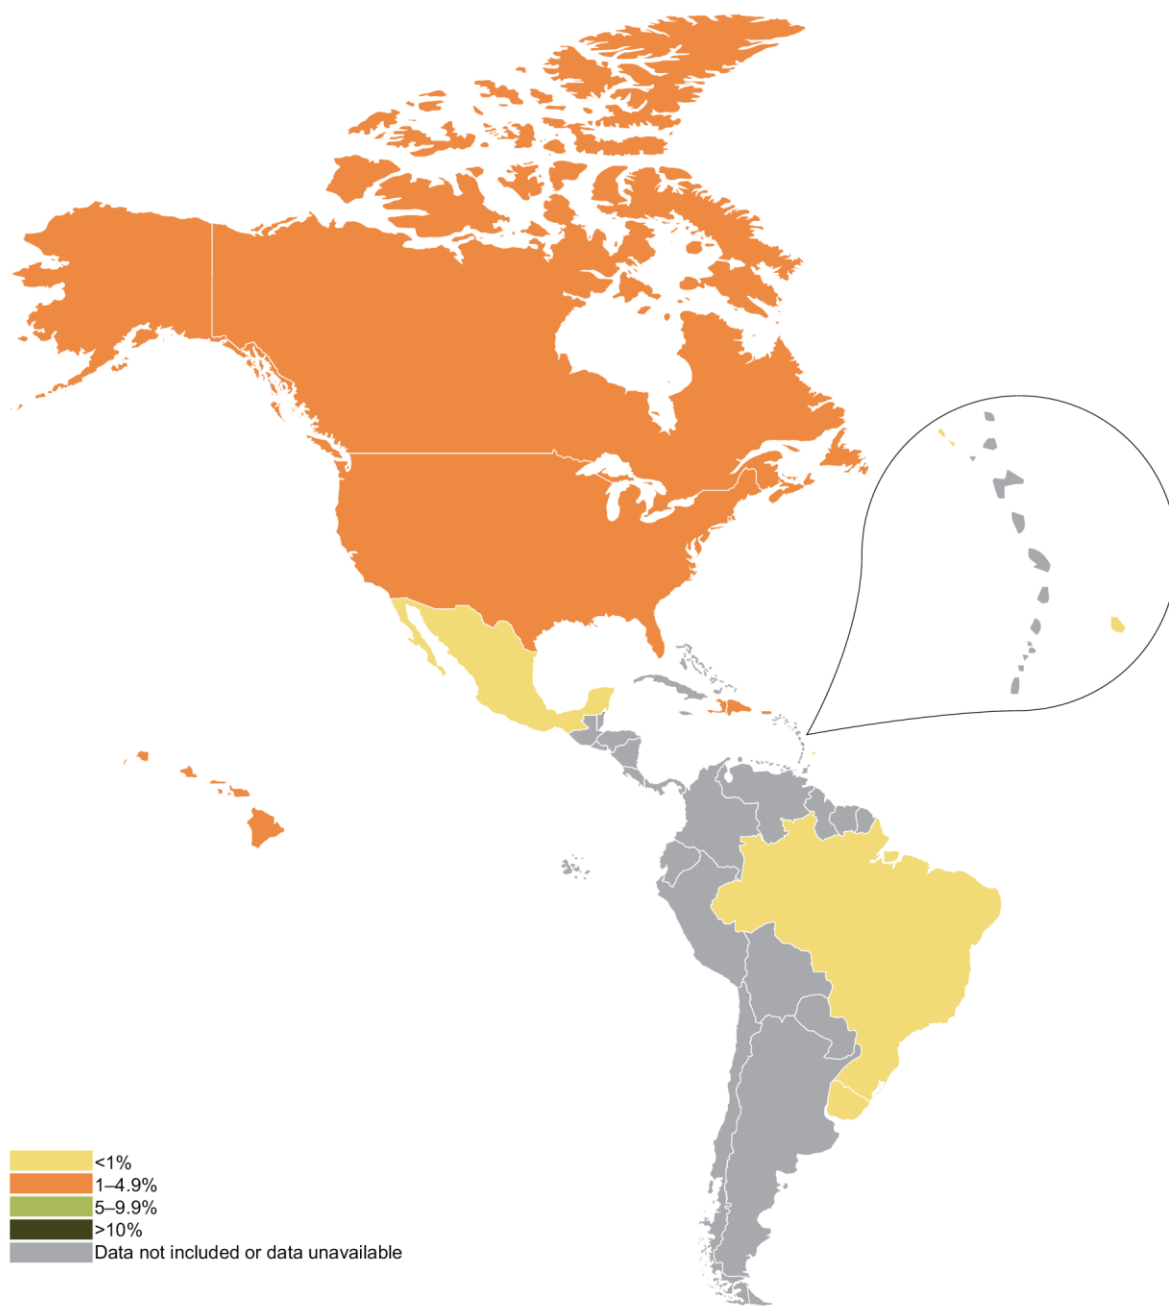 <1%
1–4.9%
5–9.9%
>10%
Data not included or data unavailable